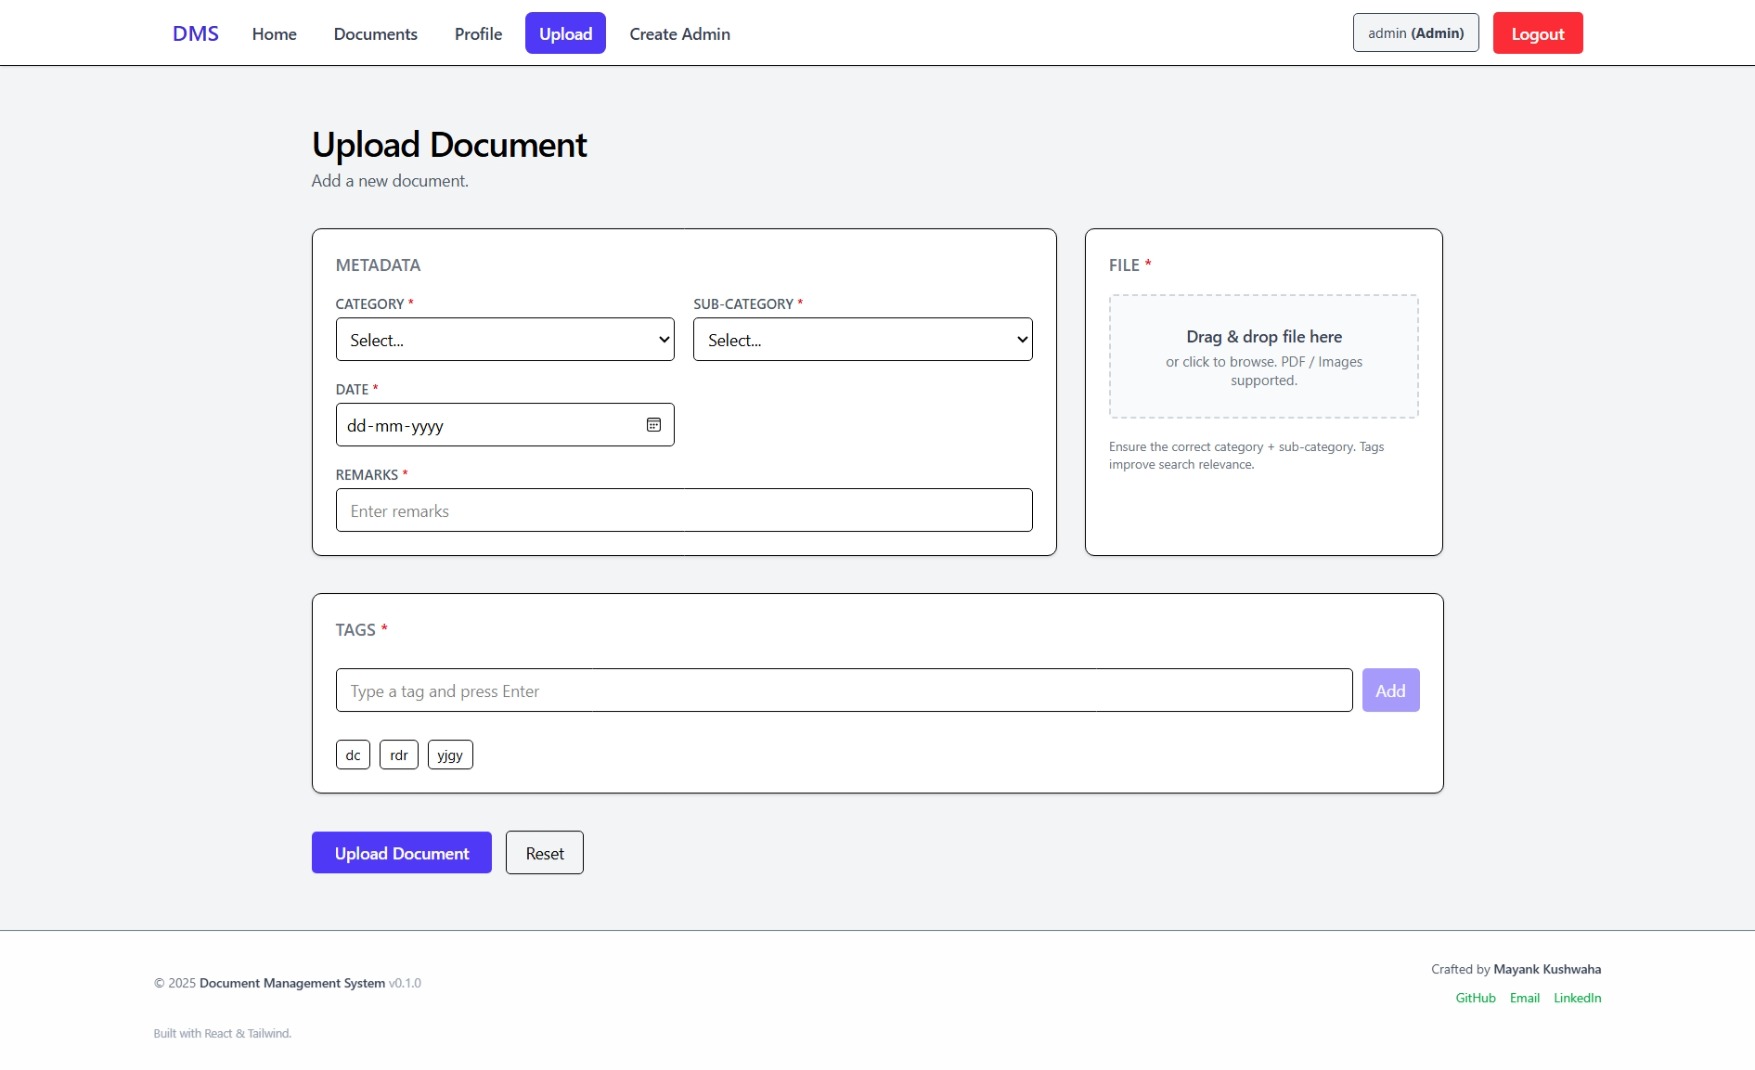 DMS Home Documents Profile Upload Create Admin admin (Admin) Logout
Upload Document
Add a new document.
METADATA
CATEGORY * SUB-CATEGORY *
Select... Select...
DATE *
dd-mm-yyyy
REMARKS *
Enter remarks
FILE *
Drag & drop file here
or click to browse. PDF / Images
supported.
Ensure the correct category + sub-category. Tags
improve search relevance.
TAGS *
Type a tag and press Enter Add
dc rdr yjgy
Upload Document Reset
© 2025 Document Management System v0.1.0
Built with React & Tailwind.
Crafted by Mayank Kushwaha
GitHub Email LinkedIn